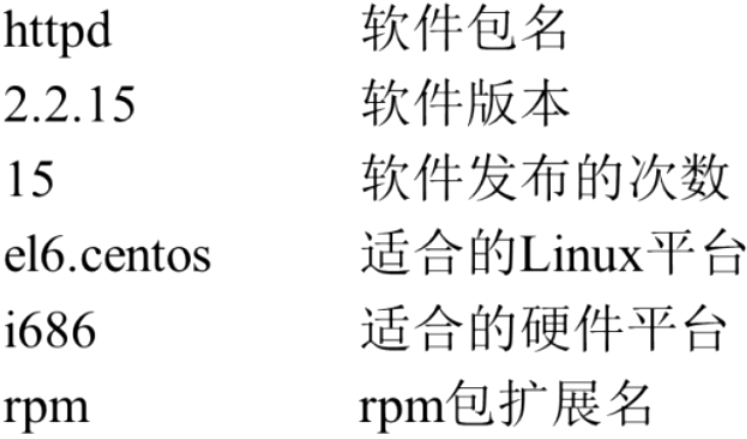 httpd 软件包名
2.2.15 软件版本
15 软件发布的次数
el6.centos 适合的Linux平台
i686 适合的硬件平台
rpm rpm包扩展名